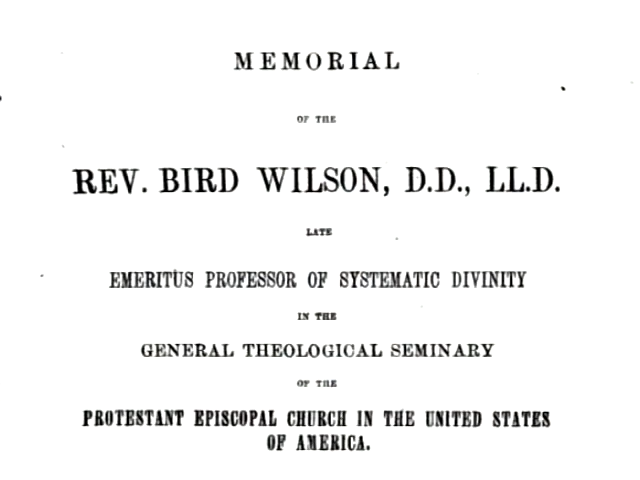 MEMORIAL
OF THE
REV. BIRD WILSON, D.D., LL.D.
LATE
EMERITUS PROFESSOR OF SYSTEMATIC DIVINITY
IN THE
GENERAL THEOLOGICAL SEMINARY
OF THE
PROTESTANT EPISCOPAL CHURCH IN THE UNITED STATES
OF AMERICA.